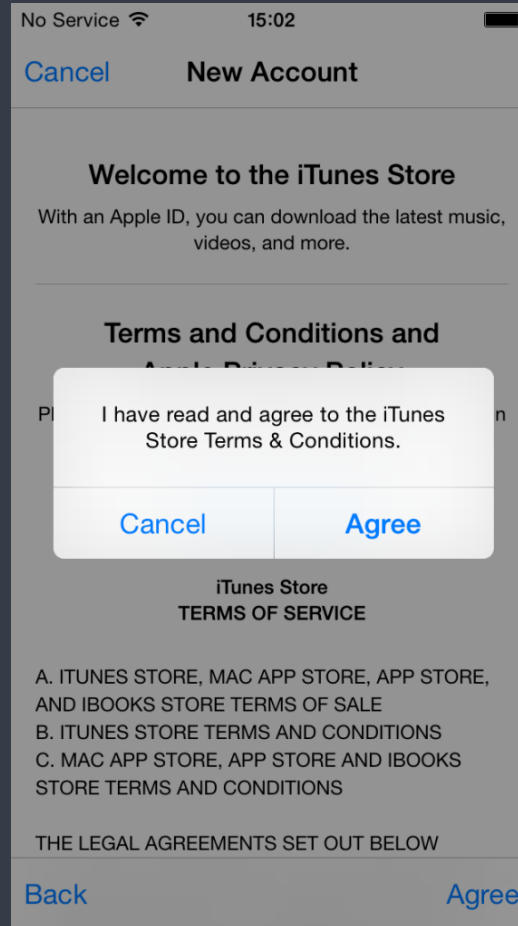 No Service 15:02
Cancel New Account
Welcome to the iTunes Store
With an Apple ID, you can download the latest music,
videos, and more.
Terms and Conditions and
Apple Privacy Policy
I have read and agree to the iTunes
Store Terms & Conditions.
Cancel Agree
iTunes Store
TERMS OF SERVICE
A. ITUNES STORE, MAC APP STORE, APP STORE,
AND IBOOKS STORE TERMS OF SALE
B. ITUNES STORE TERMS AND CONDITIONS
C. MAC APP STORE, APP STORE AND IBOOKS
STORE TERMS AND CONDITIONS
THE LEGAL AGREEMENTS SET OUT BELOW
Back Agree